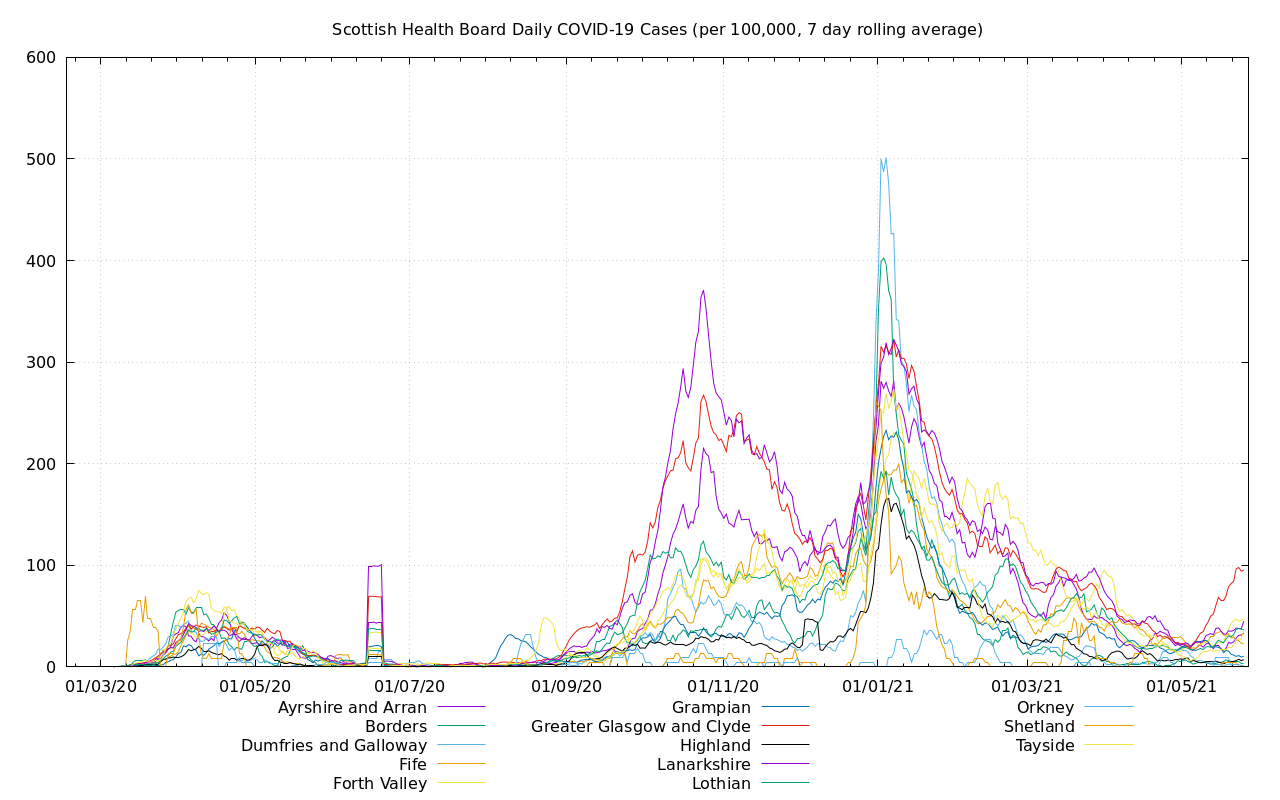 Scottish Health Board Daily COVID-19 Cases (per 100,000, 7 day rolling average)
600
500
400
300
200
100
0
01/03/20 01/05/20 01/07/20 01/09/20 01/11/20 01/01/21 01/03/21 01/05/21
Ayrshire and Arran Grampian Orkney
Borders Greater Glasgow and Clyde Shetland
Dumfries and Galloway Highland Tayside
Fife Lanarkshire
Forth Valley Lothian